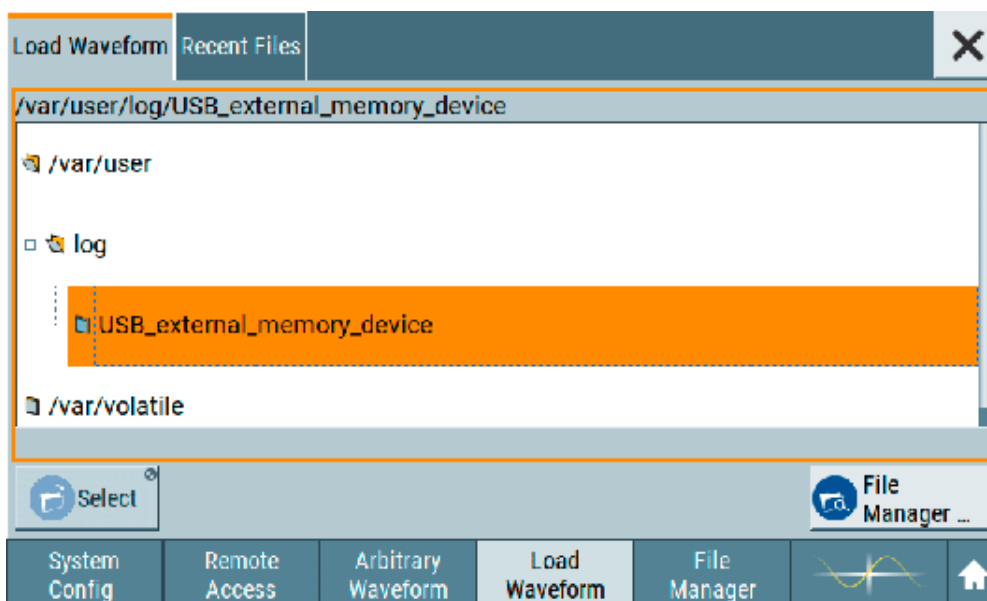 Load Waveform Recent Files
/var/user/log/USB_external_memory_device
/var/user
log
USB_external_memory_device
/var/volatile
Select
File
Manager ...
System
Config
Remote
Access
Arbitrary
Waveform
Load
Waveform
File
Manager